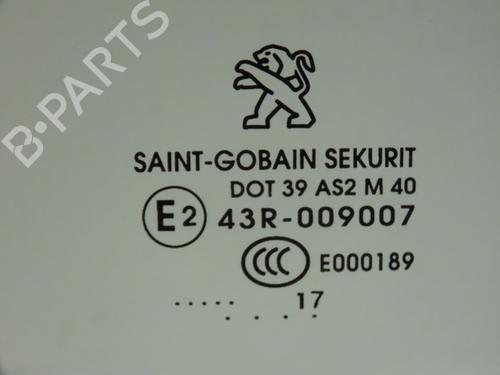 B-PARTS
SAINT-GOBAIN SEKURIT
DOT 39 AS2 M 40
E2 43R-009007
CCC E000189
..... 17
. . . .